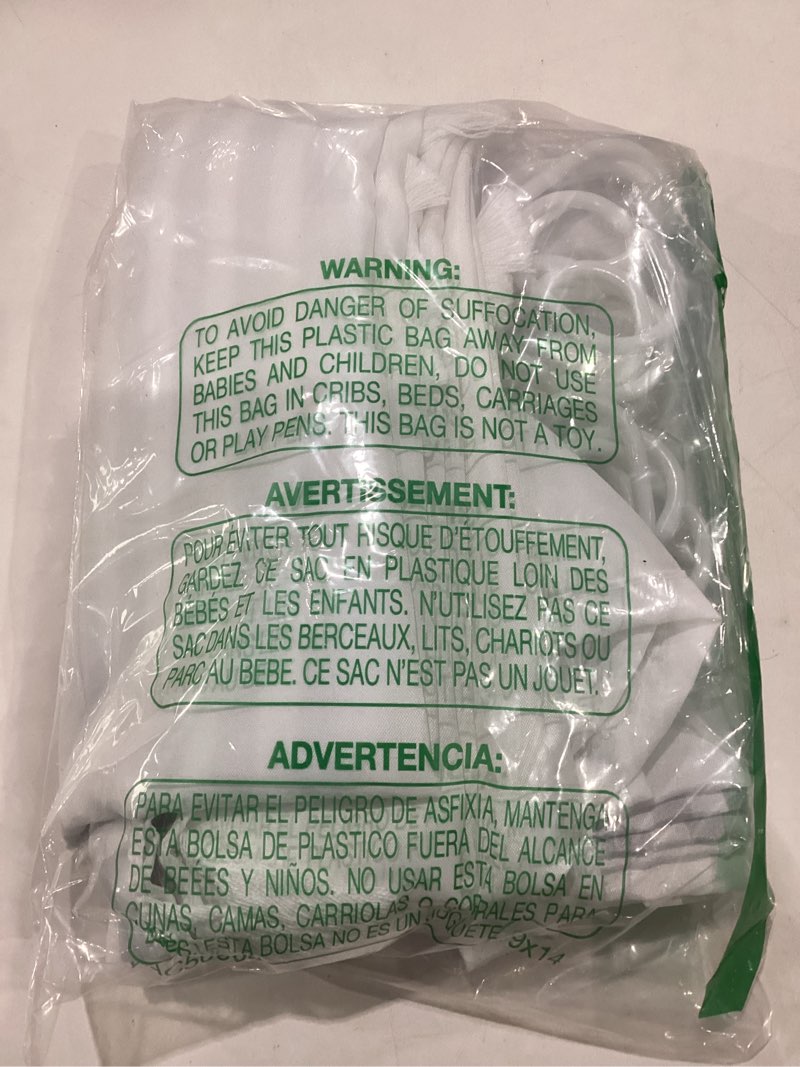 WARNING:
TO AVOID DANGER OF SUFFOCATION,
KEEP THIS PLASTIC BAG AWAY FROM
BABIES AND CHILDREN, DO NOT USE
THIS BAG IN CRIBS, BEDS, CARRIAGES
OR PLAY PENS. THIS BAG IS NOT A TOY.
AVERTISSEMENT:
POUR EVITER TOUT RISQUE D'ÉTOUFFEMENT,
GARDEZ CE SAC EN PLASTIQUE LOIN DES
BÉBÉS ET LES ENFANTS. N'UTILISEZ PAS CE
SAC DANS LES BERCEAUX, LITS, CHARIOTS OU
PARC AU BEBE. CE SAC N'EST PAS UN JOUET.
ADVERTENCIA:
PARA EVITAR EL PELIGRO DE ASFIXIA, MANTENGA
ESTA BOLSA DE PLASTICO FUERA DEL ALCANCE
DE BEÉES Y NIÑOS. NO USAR ESTA BOLSA EN
CUNAS, CAMAS, CARRIOLAS O CORRALES PARA
ESTA BOLSA NO ES UN
9X14